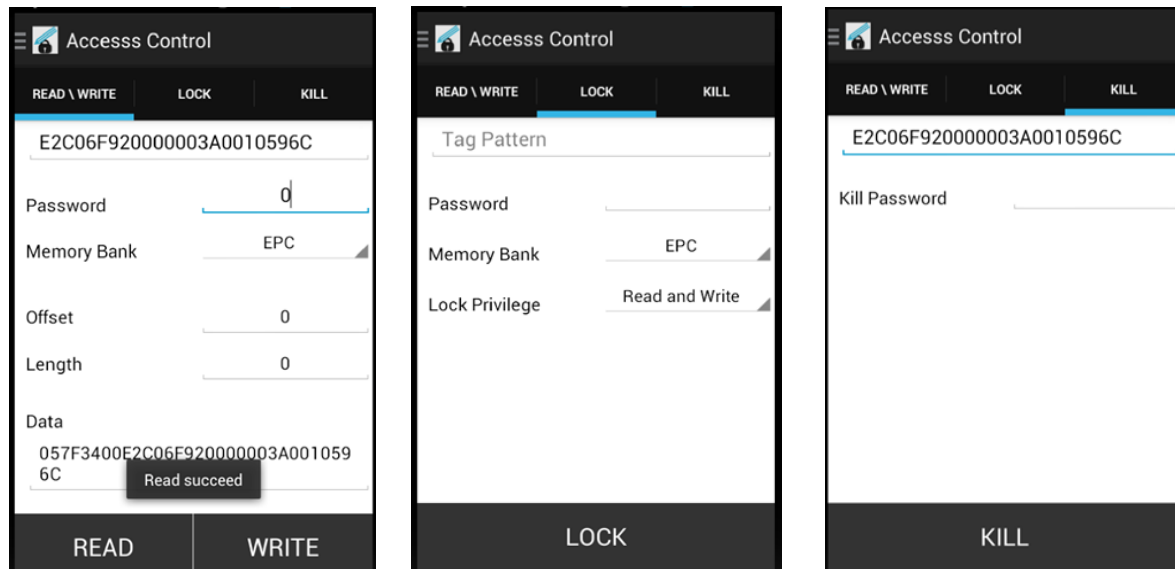 Accesss Control
READ \ WRITE LOCK KILL
E2C06F920000003A0010596C
Password 0
Memory Bank EPC
Offset 0
Length 0
Data
057F3400E2C06F920000003A001059
6C
Read succeed
READ WRITE
Accesss Control
READ \ WRITE LOCK KILL
Tag Pattern
Password
Memory Bank EPC
Lock Privilege Read and Write
LOCK
Accesss Control
READ \ WRITE LOCK KILL
E2C06F920000003A0010596C
Kill Password
KILL